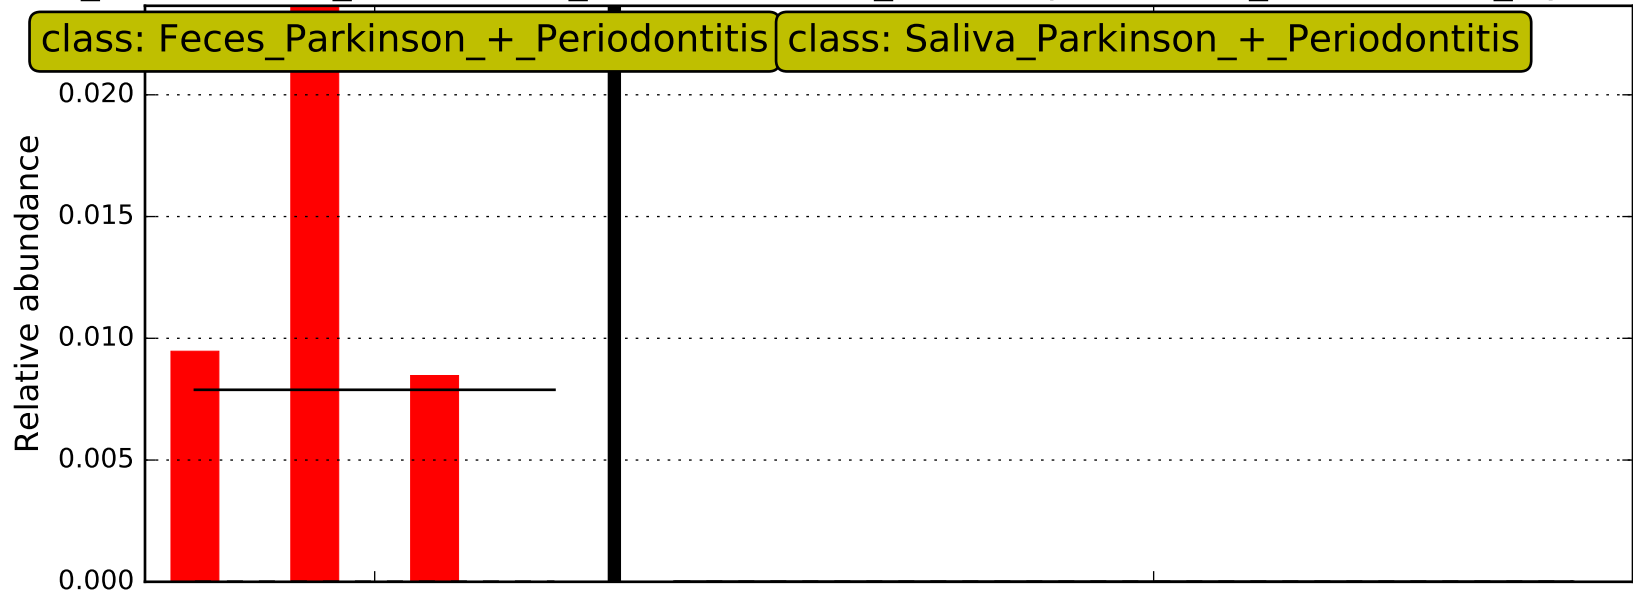 class: Feces_Parkinson_+_Periodontitis
class: Saliva_Parkinson_+_Periodontitis
0.020
0.015
0.010
0.005
0.000
Relative abundance